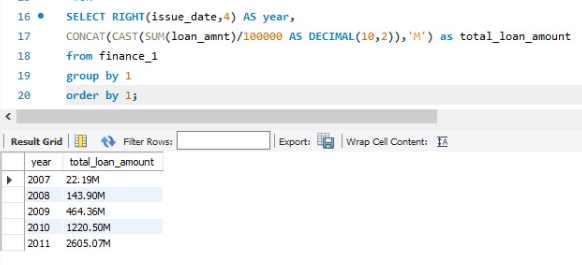 16 SELECT RIGHT(issue_date,4) AS year,
17 CONCAT(CAST(SUM(loan_amnt)/100000 AS DECIMAL(10,2)),'M') as total_loan_amount
18 from finance_1
19 group by 1
20 order by 1;
Result Grid Filter Rows: Export: Wrap Cell Content:
year total_loan_amount
2007 22.19M
2008 143.90M
2009 464.36M
2010 1220.50M
2011 2605.07M